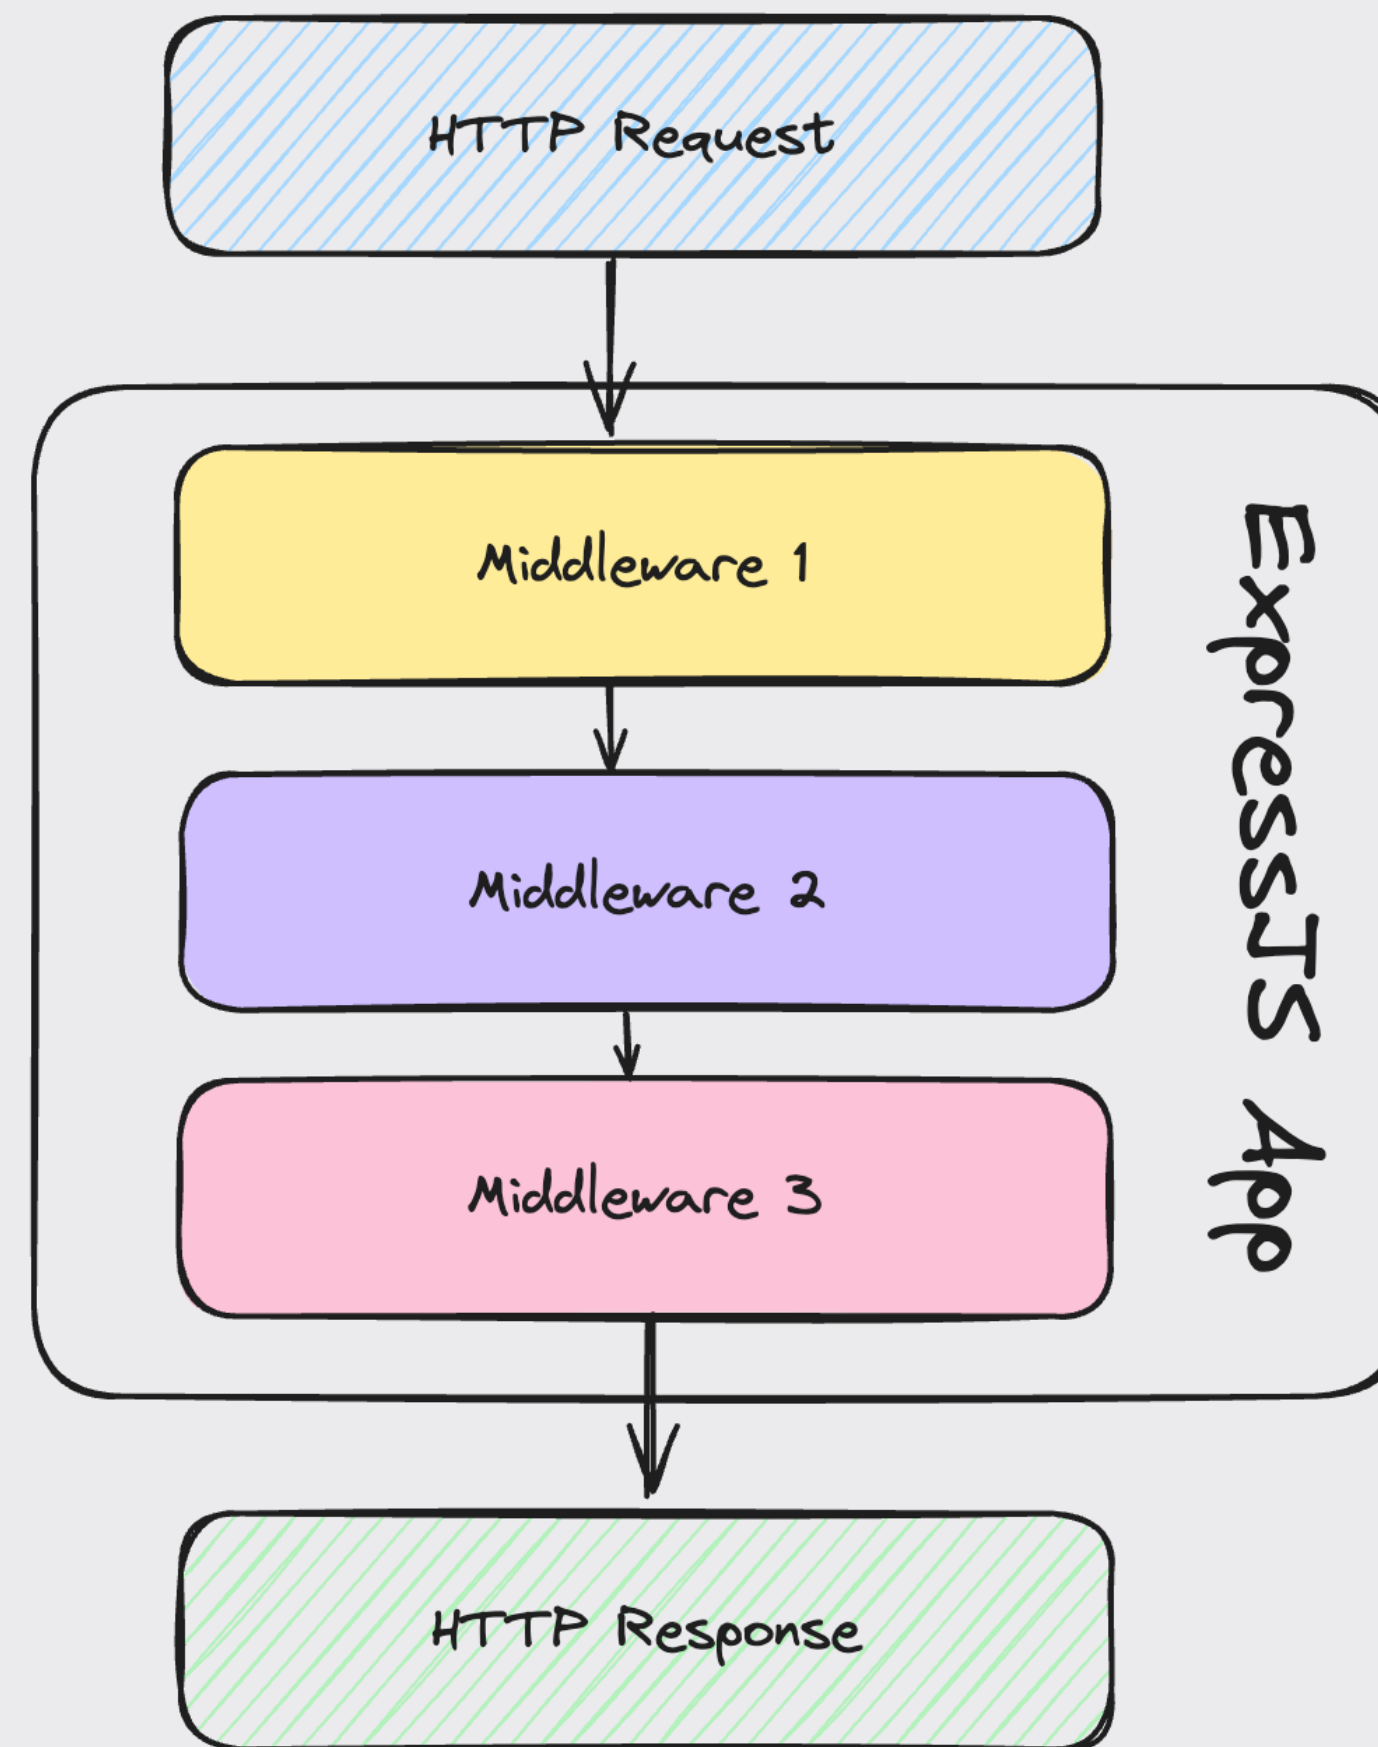 HTTP Request
Middleware 1
Middleware 2
Middleware 3
ExpressJS App
HTTP Response